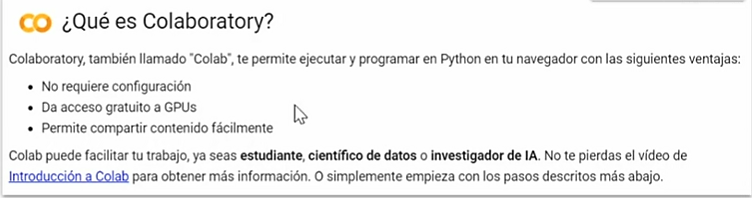 ¿Qué es Colaboratory?
Colaboratory, también llamado "Colab", te permite ejecutar y programar en Python en tu navegador con las siguientes ventajas:
• No requiere configuración
• Da acceso gratuito a GPUs
• Permite compartir contenido fácilmente
Colab puede facilitar tu trabajo, ya seas estudiante, científico de datos o investigador de IA. No te pierdas el vídeo de
Introducción a Colab para obtener más información. O simplemente empieza con los pasos descritos más abajo.